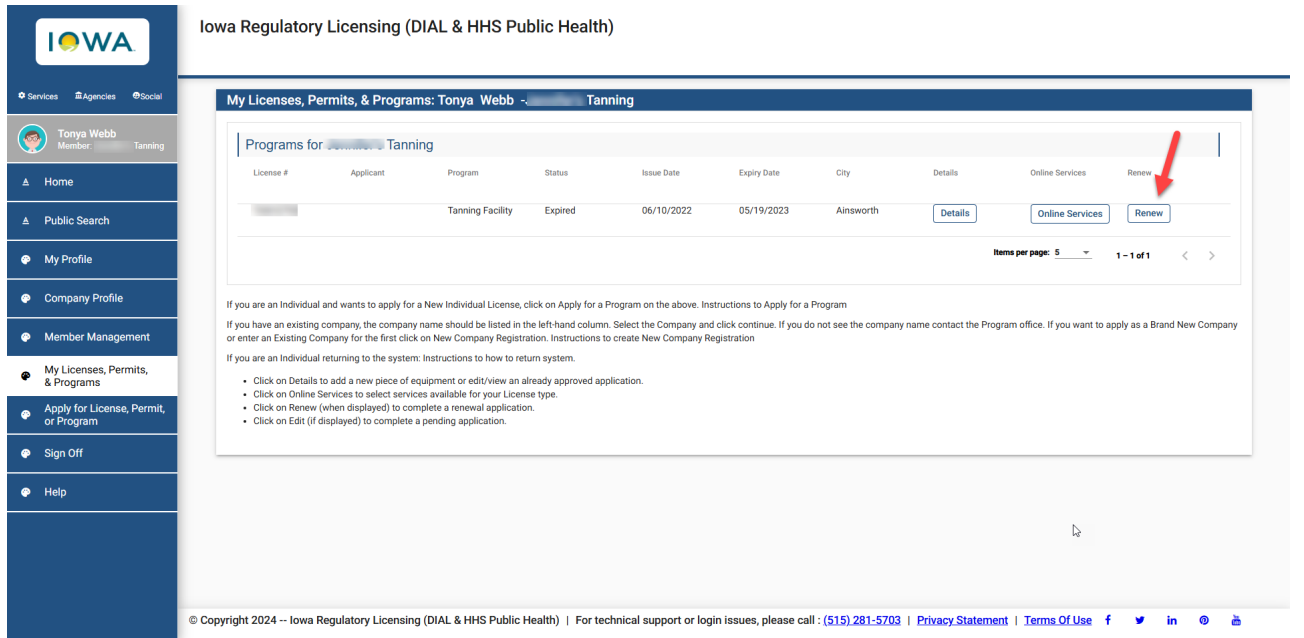 IOWA
Iowa Regulatory Licensing (DIAL & HHS Public Health)
Services Agencies Social
Tonya Webb
Member: Tanning
Home
Public Search
My Profile
Company Profile
Member Management
My Licenses, Permits,
& Programs
Apply for License, Permit,
or Program
Sign Off
Help
My Licenses, Permits, & Programs: Tonya Webb - Tanning
Programs for Tanning
License # Applicant Program Status Issue Date Expiry Date City Details Online Services Renew
Tanning Facility Expired 06/10/2022 05/19/2023 Ainsworth Details Online Services Renew
Items per page: 5 1 – 1 of 1
If you are an Individual and wants to apply for a New Individual License, click on Apply for a Program on the above. Instructions to Apply for a Program
If you have an existing company, the company name should be listed in the left-hand column. Select the Company and click continue. If you do not see the company name contact the Program office. If you want to apply as a Brand New Company
or enter an Existing Company for the first click on New Company Registration. Instructions to create New Company Registration
If you are an Individual returning to the system: Instructions to how to return system.
• Click on Details to add a new piece of equipment or edit/view an already approved application.
• Click on Online Services to select services available for your License type.
• Click on Renew (when displayed) to complete a renewal application.
• Click on Edit (if displayed) to complete a pending application.
© Copyright 2024 -- Iowa Regulatory Licensing (DIAL & HHS Public Health) | For technical support or login issues, please call : (515) 281-5703 | Privacy Statement | Terms Of Use